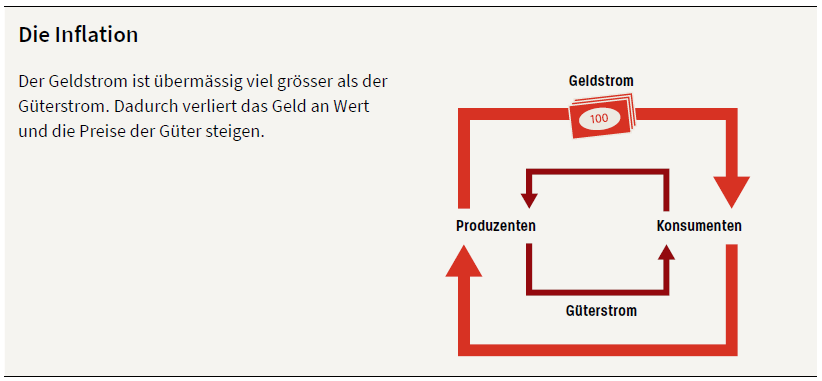 Die Inflation
Der Geldstrom ist übermässig viel grösser als der
Güterstrom. Dadurch verliert das Geld an Wert
und die Preise der Güter steigen.
Geldstrom
100
Produzenten
Konsumenten
Güterstrom